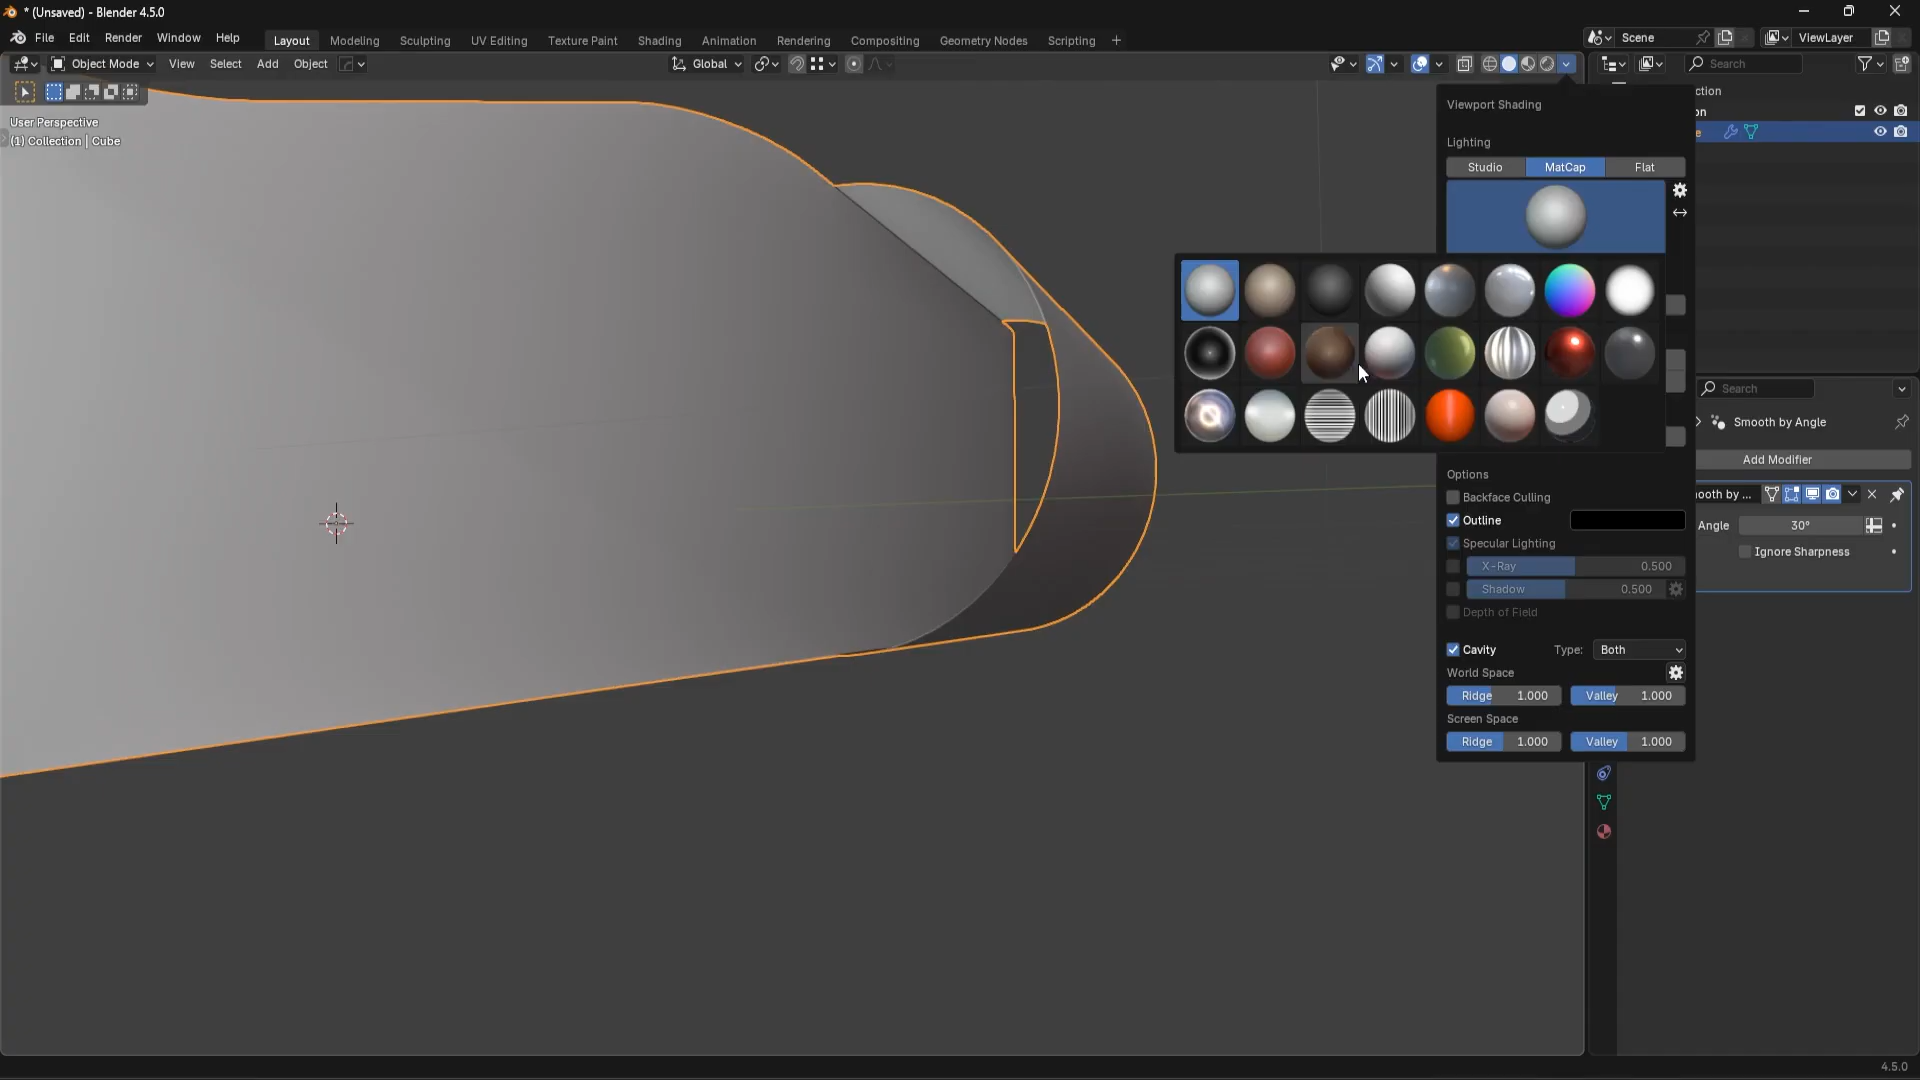 * (Unsaved) - Blender 4.5.0
File Edit Render Window Help Layout Modeling Sculpting UV Editing Texture Paint Shading Animation Rendering Compositing Geometry Nodes Scripting + Scene ViewLayer
Object Mode View Select Add Object Global Search
User Perspective
(1) Collection | Cube
Viewport Shading
ction
on
e
Lighting
Studio MatCap Flat
Search
Smooth by Angle
Add Modifier
ooth by ...
Angle 30°
Ignore Sharpness
Options
Backface Culling
Outline
Specular Lighting
X-Ray 0.500
Shadow 0.500
Depth of Field
Cavity Type: Both
World Space
Ridge 1.000 Valley 1.000
Screen Space
Ridge 1.000 Valley 1.000
4.5.0